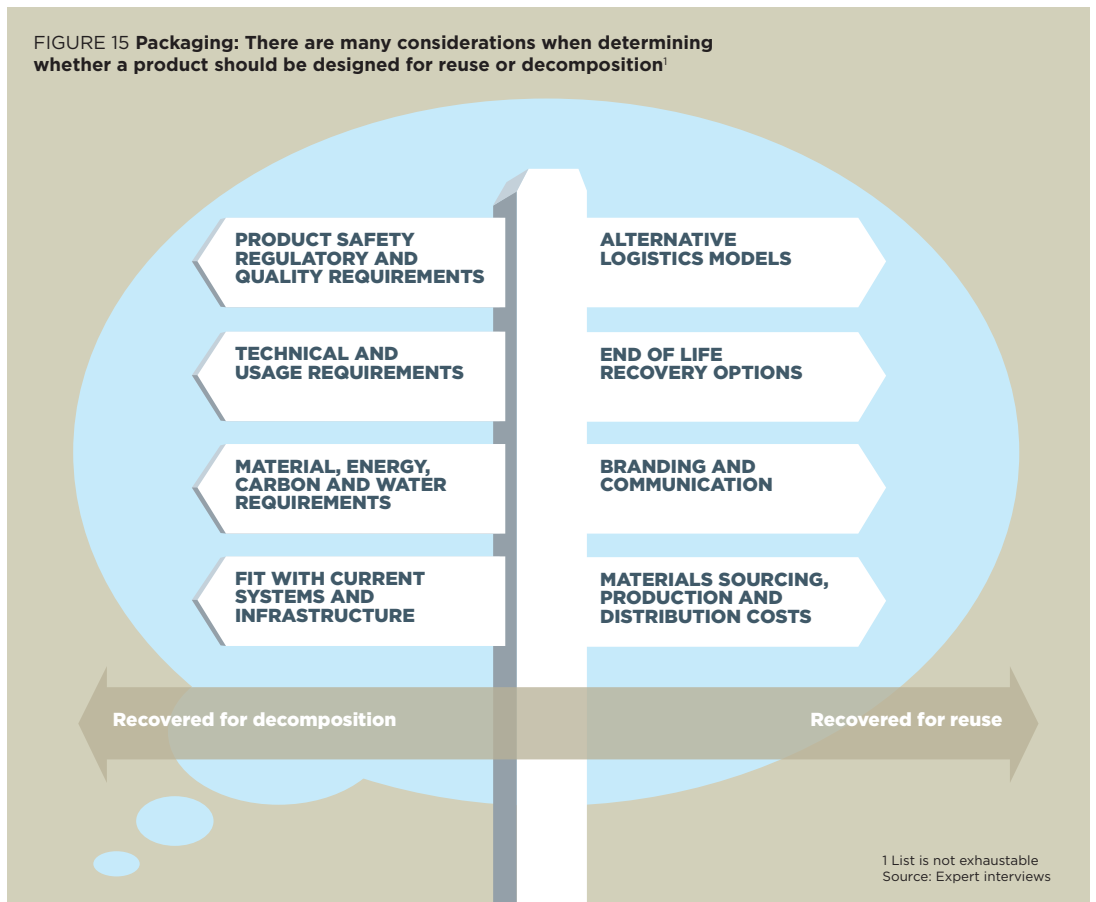 FIGURE 15 Packaging: There are many considerations when determining
whether a product should be designed for reuse or decomposition¹
PRODUCT SAFETY
REGULATORY AND
QUALITY REQUIREMENTS
ALTERNATIVE
LOGISTICS MODELS
TECHNICAL AND
USAGE REQUIREMENTS
END OF LIFE
RECOVERY OPTIONS
MATERIAL, ENERGY,
CARBON AND WATER
REQUIREMENTS
BRANDING AND
COMMUNICATION
FIT WITH CURRENT
SYSTEMS AND
INFRASTRUCTURE
MATERIALS SOURCING,
PRODUCTION AND
DISTRIBUTION COSTS
Recovered for decomposition
Recovered for reuse
1 List is not exhaustable
Source: Expert interviews